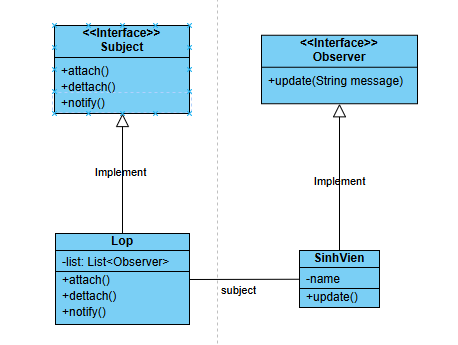 <<Interface>>
Subject
+attach()
+dettach()
+notify()
<<Interface>>
Observer
+update(String message)
Implement
Implement
Lop
-list: List<Observer>
+attach()
+dettach()
+notify()
subject
SinhVien
-name
+update()